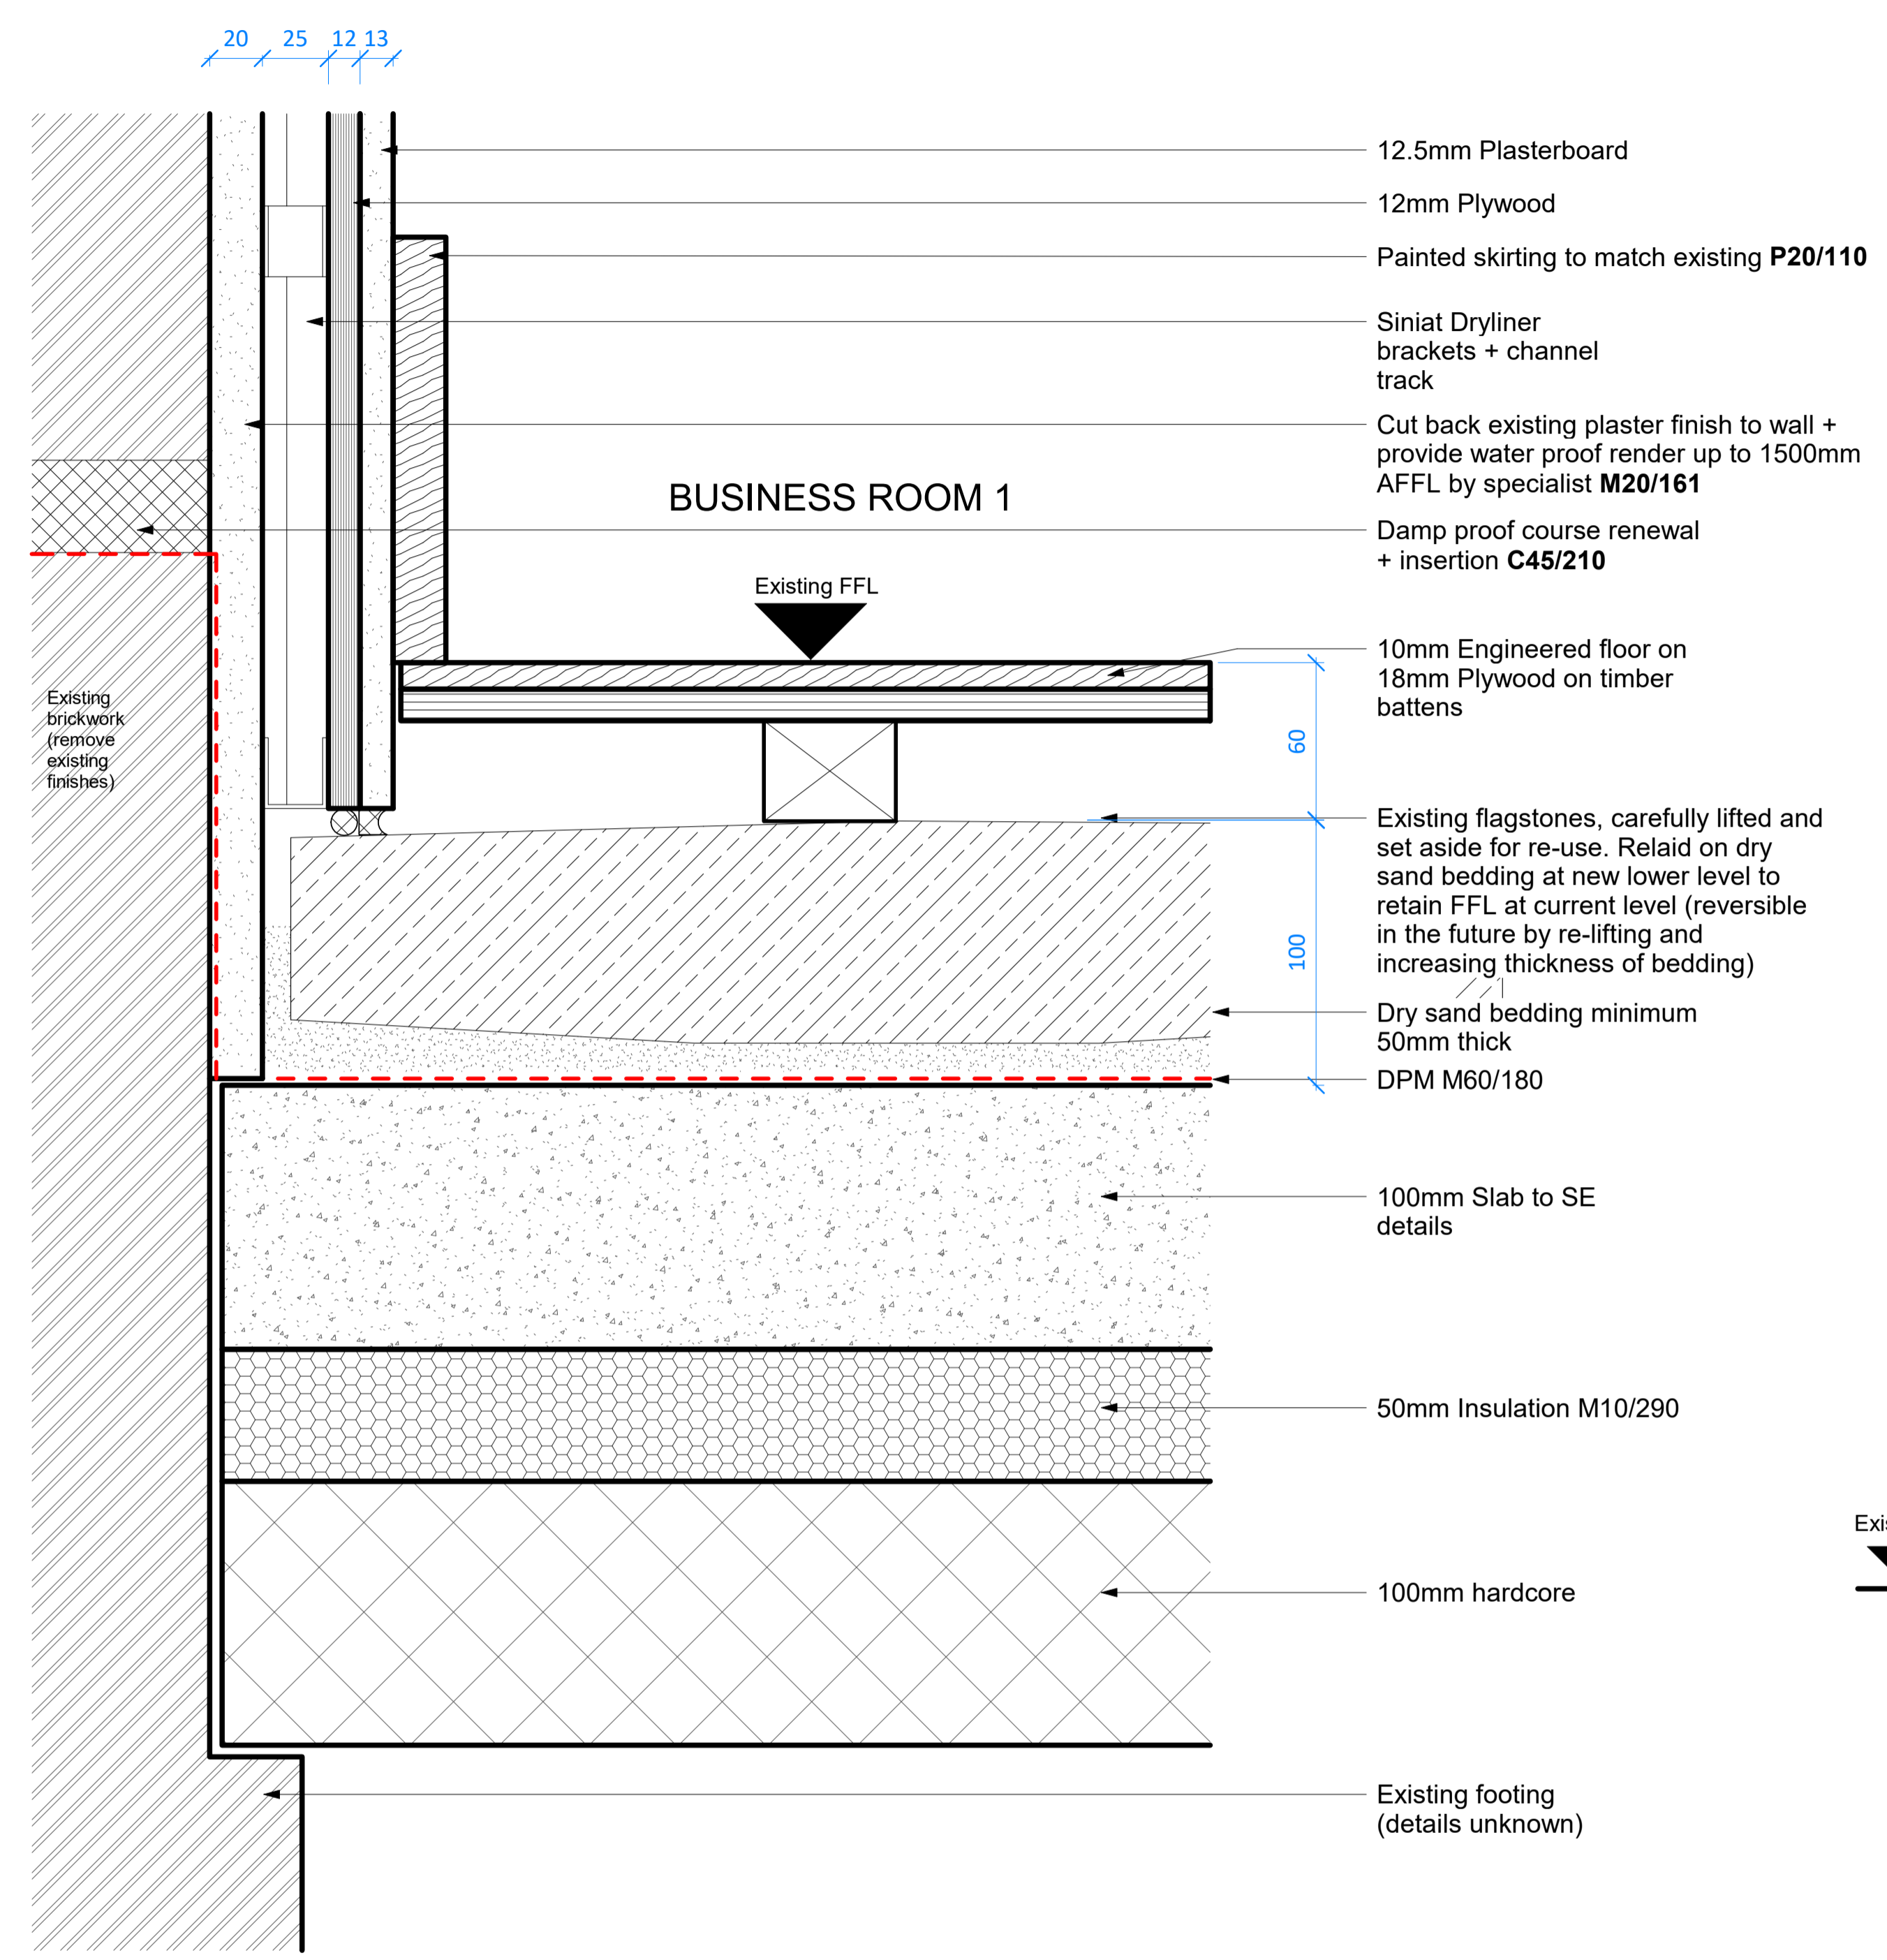 20 25 12 13
12.5mm Plasterboard
12mm Plywood
Painted skirting to match existing P20/110
Siniat Dryliner
brackets + channel
track
Cut back existing plaster finish to wall +
provide water proof render up to 1500mm
AFFL by specialist M20/161
BUSINESS ROOM 1
Damp proof course renewal
+ insertion C45/210
Existing FFL
10mm Engineered floor on
18mm Plywood on timber
battens
Existing
brickwork
(remove
existing
finishes)
60
Existing flagstones, carefully lifted and
set aside for re-use. Relaid on dry
sand bedding at new lower level to
retain FFL at current level (reversible
in the future by re-lifting and
increasing thickness of bedding)
100
Dry sand bedding minimum
50mm thick
DPM M60/180
100mm Slab to SE
details
50mm Insulation M10/290
100mm hardcore
Existing footing
(details unknown)